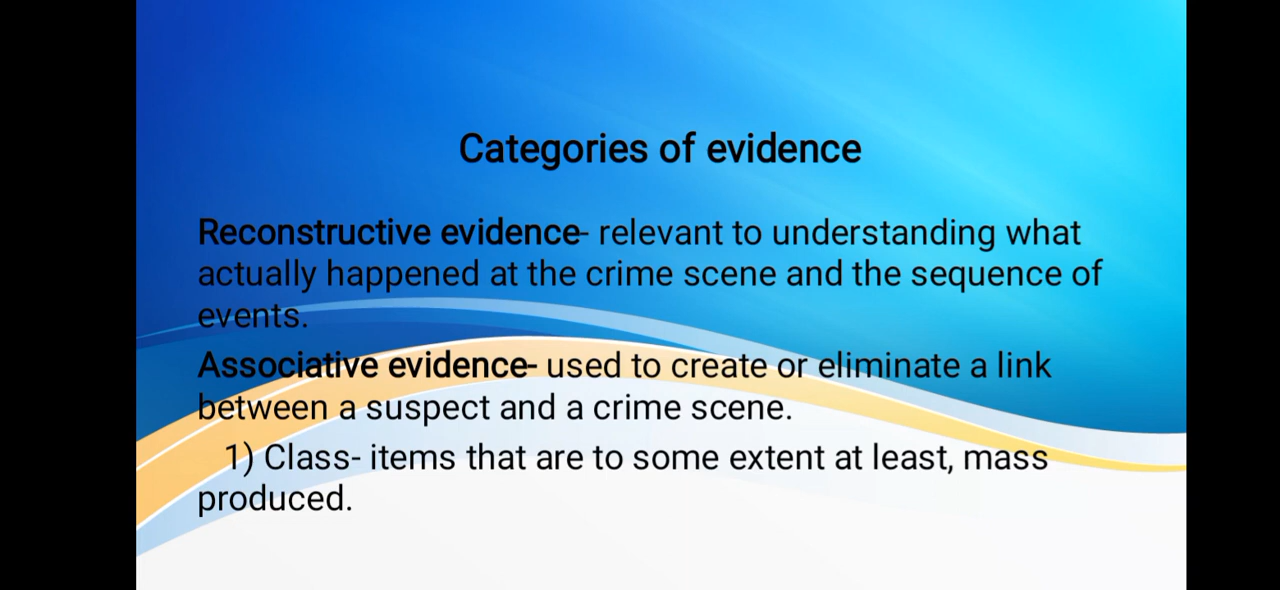 Categories of evidence
Reconstructive evidence- relevant to understanding what
actually happened at the crime scene and the sequence of
events.
Associative evidence- used to create or eliminate a link
between a suspect and a crime scene.
1) Class- items that are to some extent at least, mass
produced.